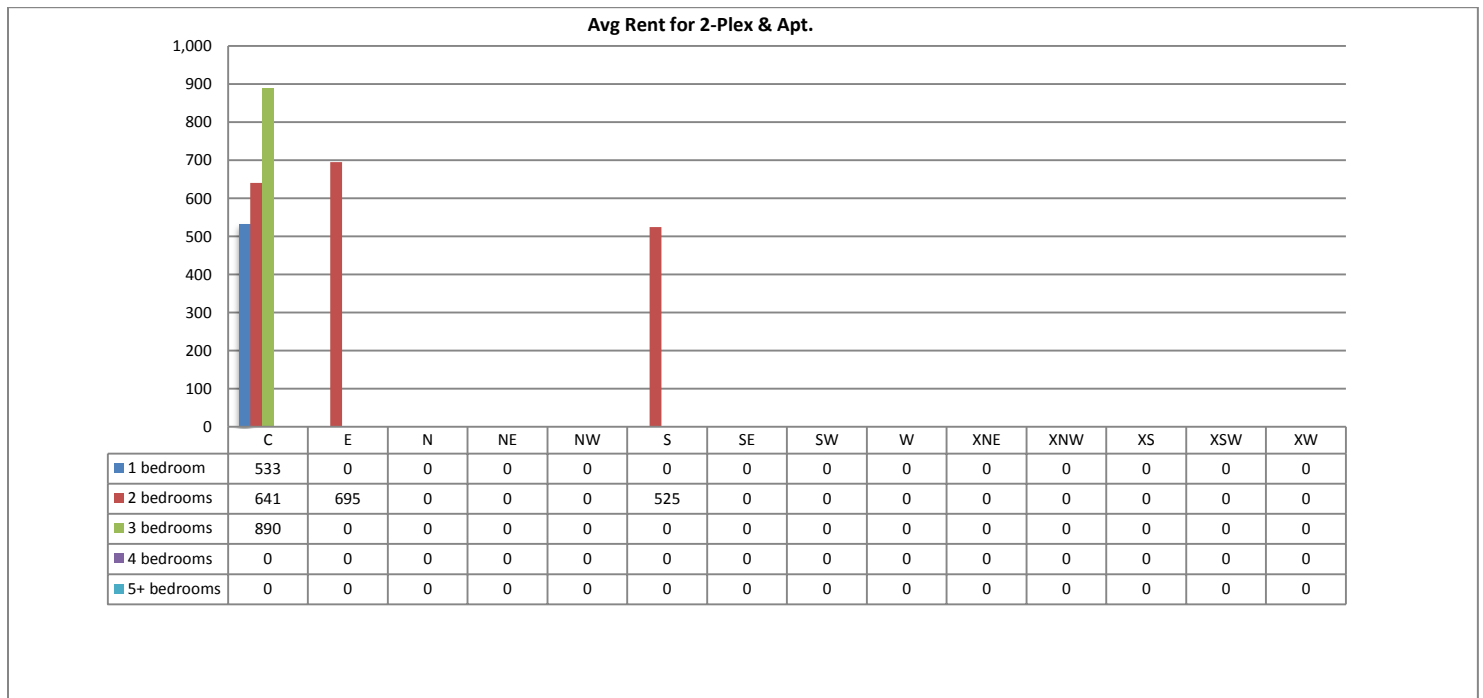 Avg Rent for 2-Plex & Apt.
1,000
900
800
700
600
500
400
300
200
100
0
C E N NE NW S SE SW W XNE XNW XS XSW XW
1 bedroom 533 0 0 0 0 0 0 0 0 0 0 0 0 0
2 bedrooms 641 695 0 0 0 525 0 0 0 0 0 0 0 0
3 bedrooms 890 0 0 0 0 0 0 0 0 0 0 0 0 0
4 bedrooms 0 0 0 0 0 0 0 0 0 0 0 0 0 0
5+ bedrooms 0 0 0 0 0 0 0 0 0 0 0 0 0 0